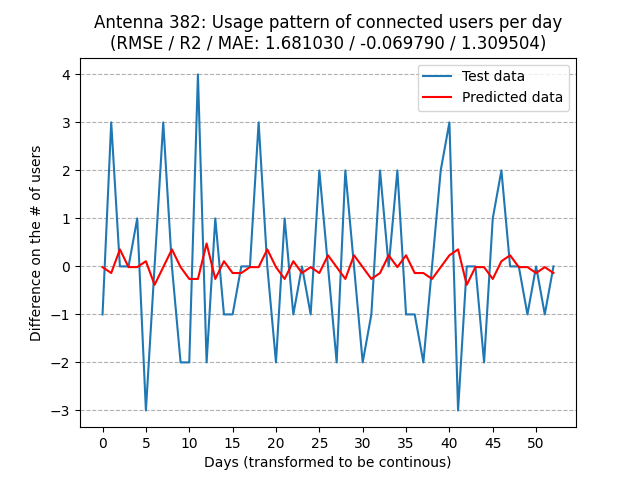 Antenna 382: Usage pattern of connected users per day
(RMSE / R2 / MAE: 1.681030 / -0.069790 / 1.309504)
Test data
Predicted data
4
3
2
1
0
−1
−2
−3
Difference on the # of users
0 5 10 15 20 25 30 35 40 45 50
Days (transformed to be continous)